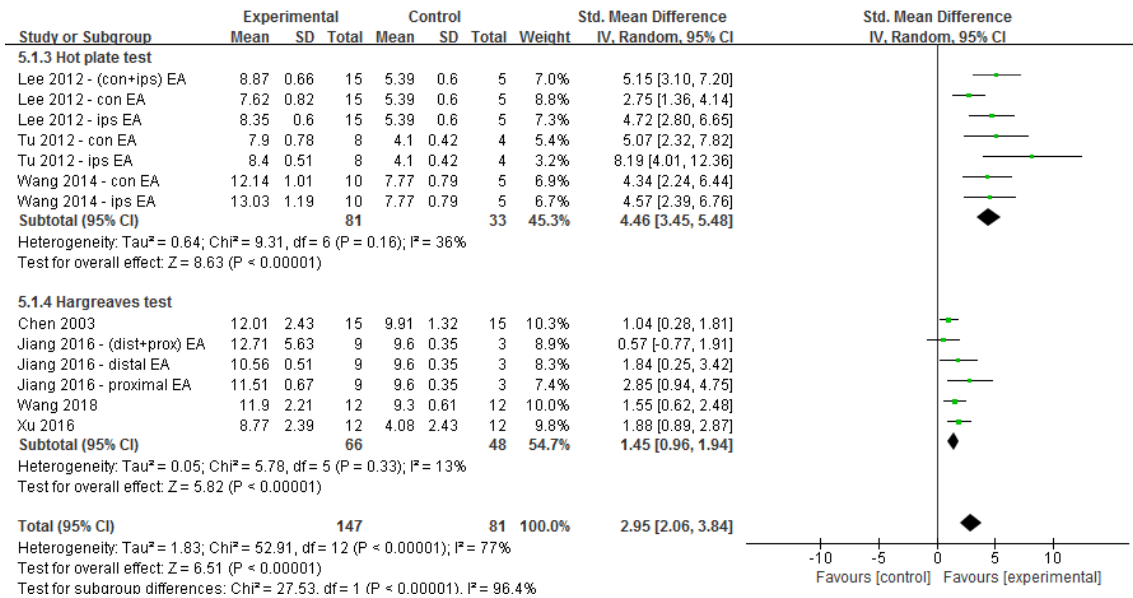 Experimental Control Std. Mean Difference Std. Mean Difference
Study or Subgroup Mean SD Total Mean SD Total Weight IV, Random, 95% CI IV, Random, 95% CI
5.1.3 Hot plate test
Lee 2012 - (con+ips) EA 8.87 0.66 15 5.39 0.6 5 7.0% 5.15 [3.10, 7.20]
Lee 2012 - con EA 7.62 0.82 15 5.39 0.6 5 8.8% 2.75 [1.36, 4.14]
Lee 2012 - ips EA 8.35 0.6 15 5.39 0.6 5 7.3% 4.72 [2.80, 6.65]
Tu 2012 - con EA 7.9 0.78 8 4.1 0.42 4 5.4% 5.07 [2.32, 7.82]
Tu 2012 - ips EA 8.4 0.51 8 4.1 0.42 4 3.2% 8.19 [4.01, 12.36]
Wang 2014 - con EA 12.14 1.01 10 7.77 0.79 5 6.9% 4.34 [2.24, 6.44]
Wang 2014 - ips EA 13.03 1.19 10 7.77 0.79 5 6.7% 4.57 [2.39, 6.76]
Subtotal (95% CI) 81 33 45.3% 4.46 [3.45, 5.48]
Heterogeneity: Tau² = 0.64; Chi² = 9.31, df = 6 (P = 0.16); I² = 36%
Test for overall effect: Z = 8.63 (P < 0.00001)
5.1.4 Hargreaves test
Chen 2003 12.01 2.43 15 9.91 1.32 15 10.3% 1.04 [0.28, 1.81]
Jiang 2016 - (dist+prox) EA 12.71 5.63 9 9.6 0.35 3 8.9% 0.57 [-0.77, 1.91]
Jiang 2016 - distal EA 10.56 0.51 9 9.6 0.35 3 8.3% 1.84 [0.25, 3.42]
Jiang 2016 - proximal EA 11.51 0.67 9 9.6 0.35 3 7.4% 2.85 [0.94, 4.75]
Wang 2018 11.9 2.21 12 9.3 0.61 12 10.0% 1.55 [0.62, 2.48]
Xu 2016 8.77 2.39 12 4.08 2.43 12 9.8% 1.88 [0.89, 2.87]
Subtotal (95% CI) 66 48 54.7% 1.45 [0.96, 1.94]
Heterogeneity: Tau² = 0.05; Chi² = 5.78, df = 5 (P = 0.33); I² = 13%
Test for overall effect: Z = 5.82 (P < 0.00001)
Total (95% CI) 147 81 100.0% 2.95 [2.06, 3.84]
Heterogeneity: Tau² = 1.83; Chi² = 52.91, df = 12 (P < 0.00001); I² = 77%
Test for overall effect: Z = 6.51 (P < 0.00001)
Test for subgroup differences: Chi² = 27.53, df = 1 (P < 0.00001), I² = 96.4%
-10 -5 0 5 10
Favours [control] Favours [experimental]